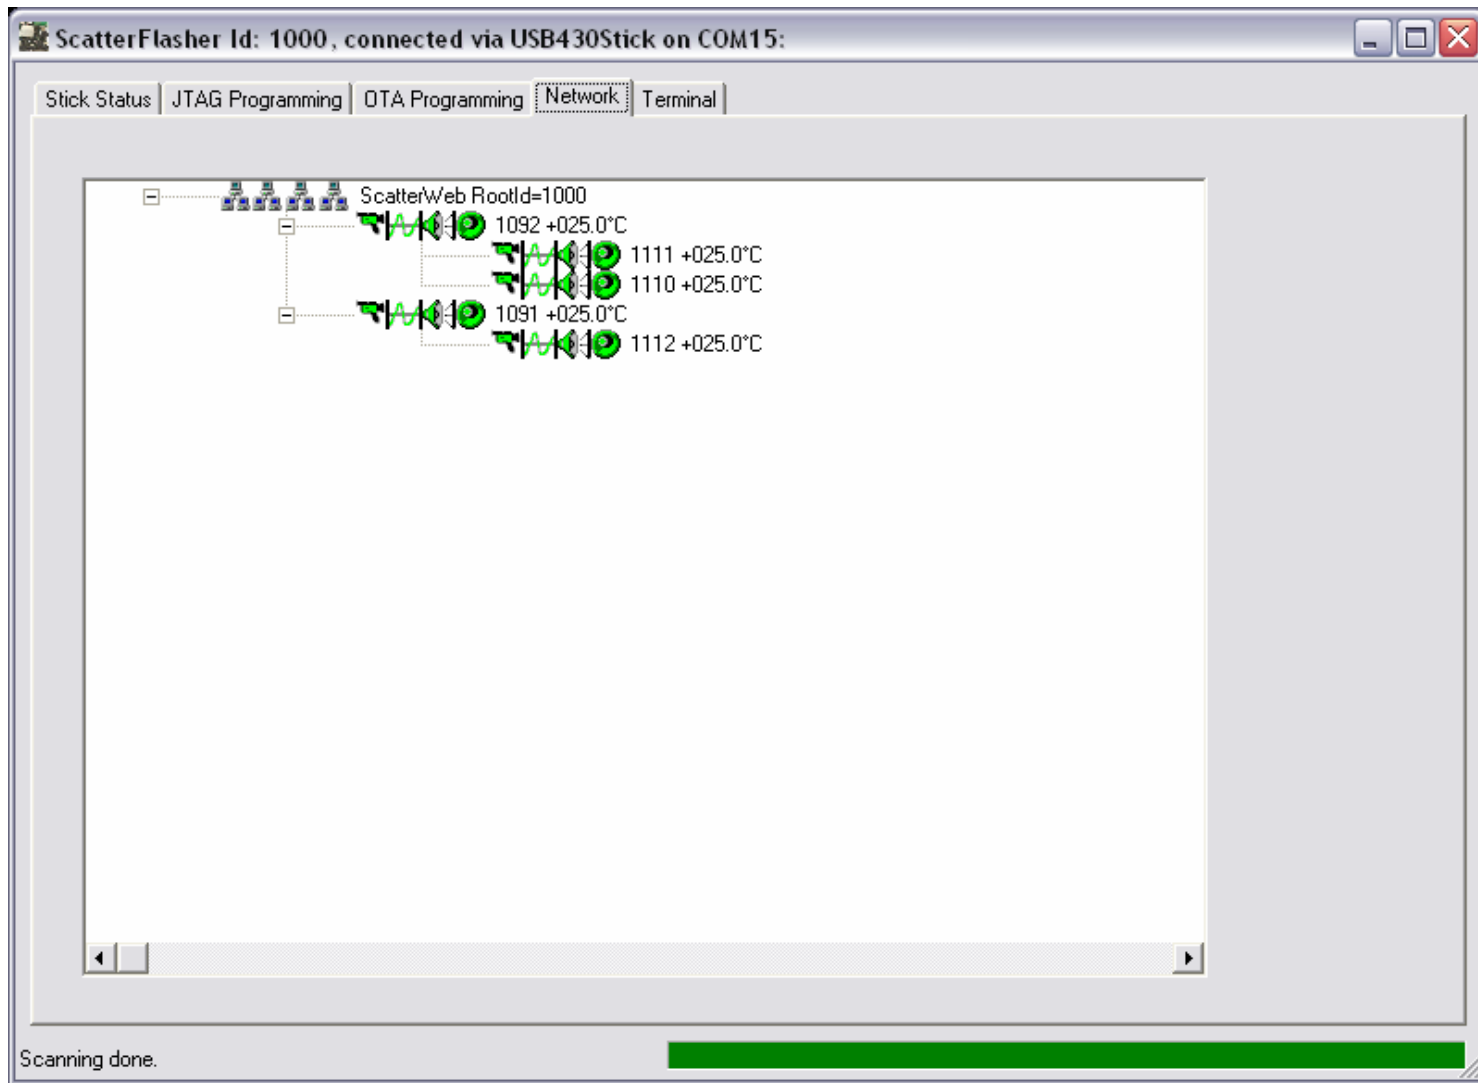 ScatterFlasher Id: 1000, connected via USB430Stick on COM15:
Stick Status JTAG Programming OTA Programming Network Terminal
ScatterWeb RootId=1000
1092 +025.0°C
1111 +025.0°C
1110 +025.0°C
1091 +025.0°C
1112 +025.0°C
Scanning done.